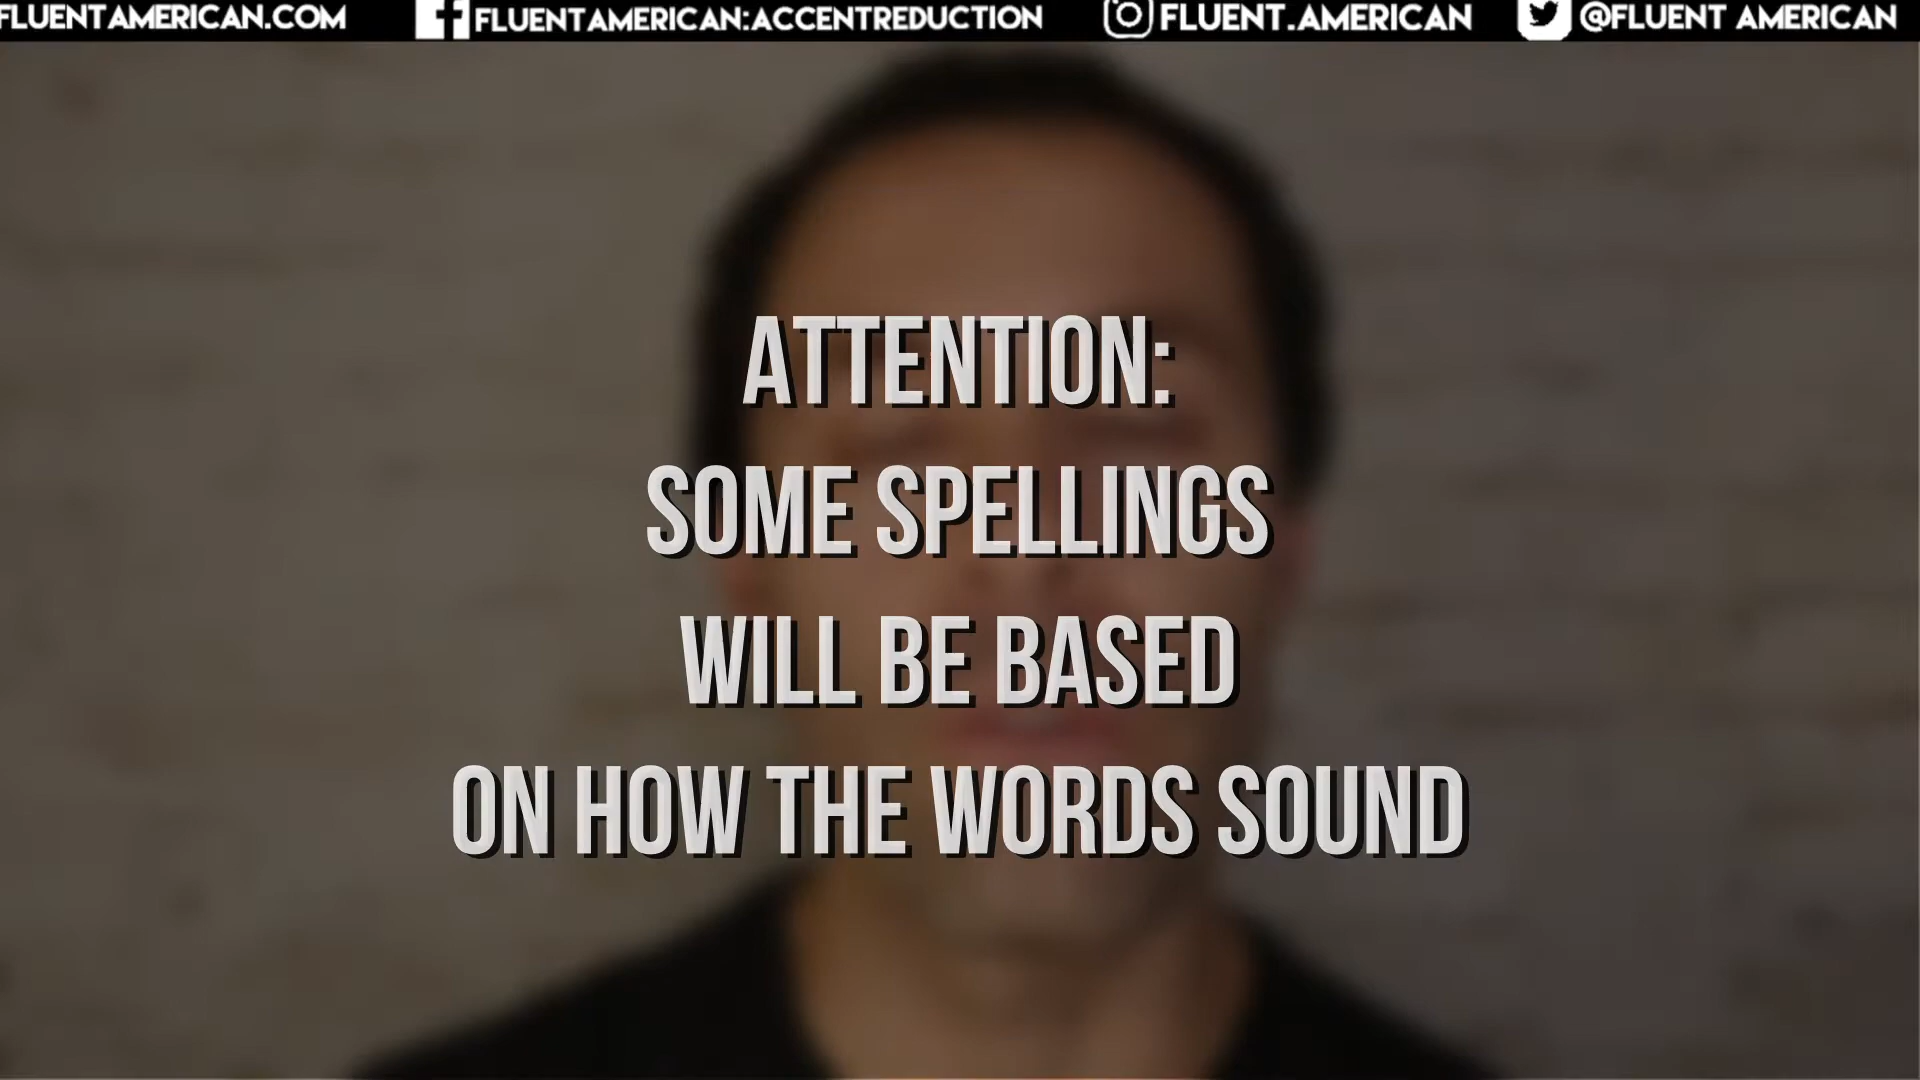 FLUENTAMERICAN.COM FLUENTAMERICAN:ACCENTREDUCTION FLUENT.AMERICAN @FLUENT AMERICAN
ATTENTION:
SOME SPELLINGS
WILL BE BASED
ON HOW THE WORDS SOUND